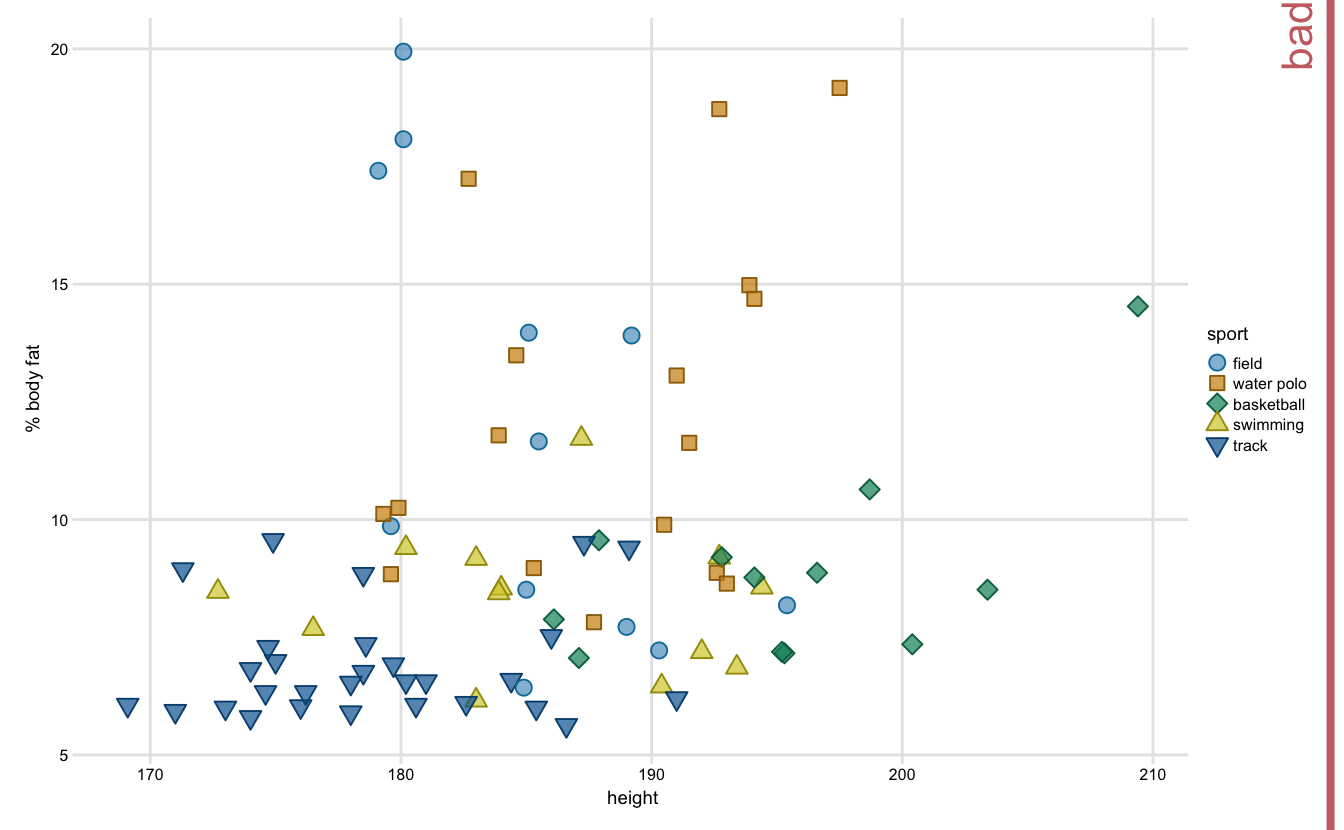 bad
20
15
10
5
% body fat
170
180
190
200
210
height
sport
field
water polo
basketball
swimming
track